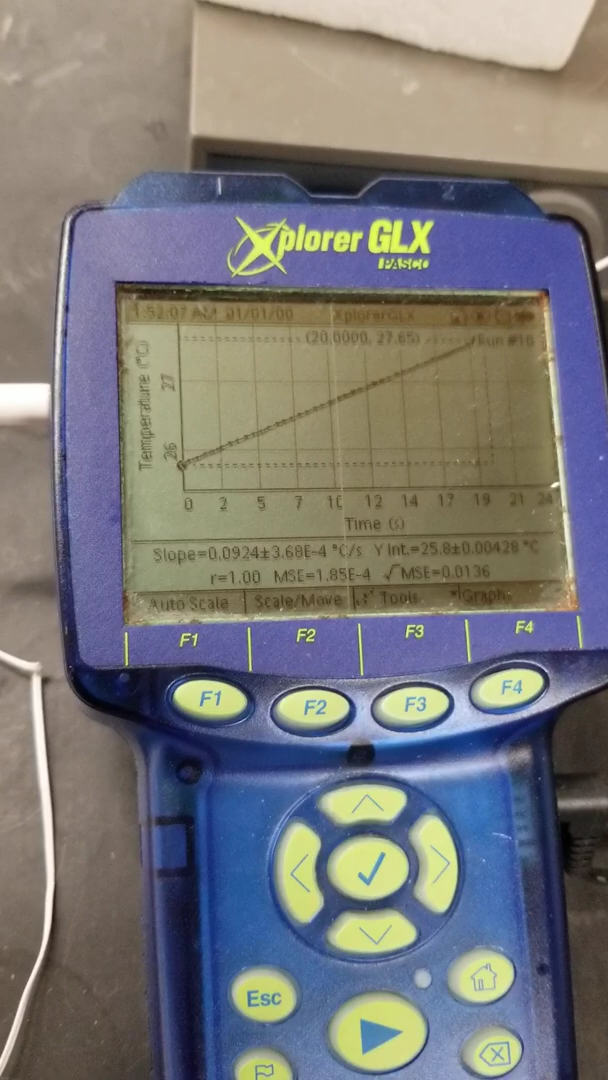 Xplorer GLX
PASCO
1:52:07 AM 01/01/00 XplorerGLX
(20.0000, 27.65) Run #16
Temperature (°C)
27
26
0 2 5 7 10 12 14 17 19 21 24
Time (s)
Slope=0.0924±3.68E-4 °C/s Y Int.=25.8±0.00428 °C
r=1.00 MSE=1.85E-4 √MSE=0.0136
Auto Scale Scale/Move Tools Graphs
F1 F2 F3 F4
F1 F2 F3 F4
Esc